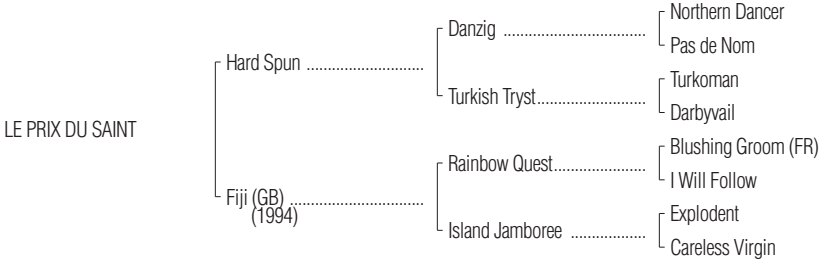 Northern Dancer
Danzig ..................................
Pas de Nom
Hard Spun ............................
Turkoman
Turkish Tryst..........................
Darbyvail
LE PRIX DU SAINT
Blushing Groom (FR)
Rainbow Quest......................
I Will Follow
Fiji (GB) ................................
(1994)
Explodent
Island Jamboree ..................
Careless Virgin